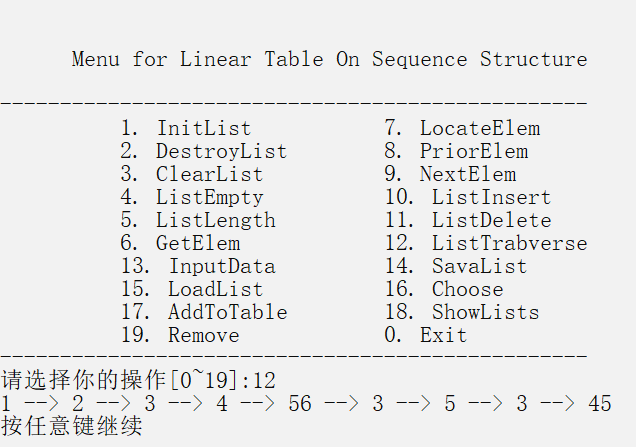 Menu for Linear Table On Sequence Structure
-------------------------------------------------
1. InitList 7. LocateElem
2. DestroyList 8. PriorElem
3. ClearList 9. NextElem
4. ListEmpty 10. ListInsert
5. ListLength 11. ListDelete
6. GetElem 12. ListTrabverse
13. InputData 14. SavaList
15. LoadList 16. Choose
17. AddToTable 18. ShowLists
19. Remove 0. Exit
-------------------------------------------------
请选择你的操作[0~19]:12
1 --> 2 --> 3 --> 4 --> 56 --> 3 --> 5 --> 3 --> 45
按任意键继续